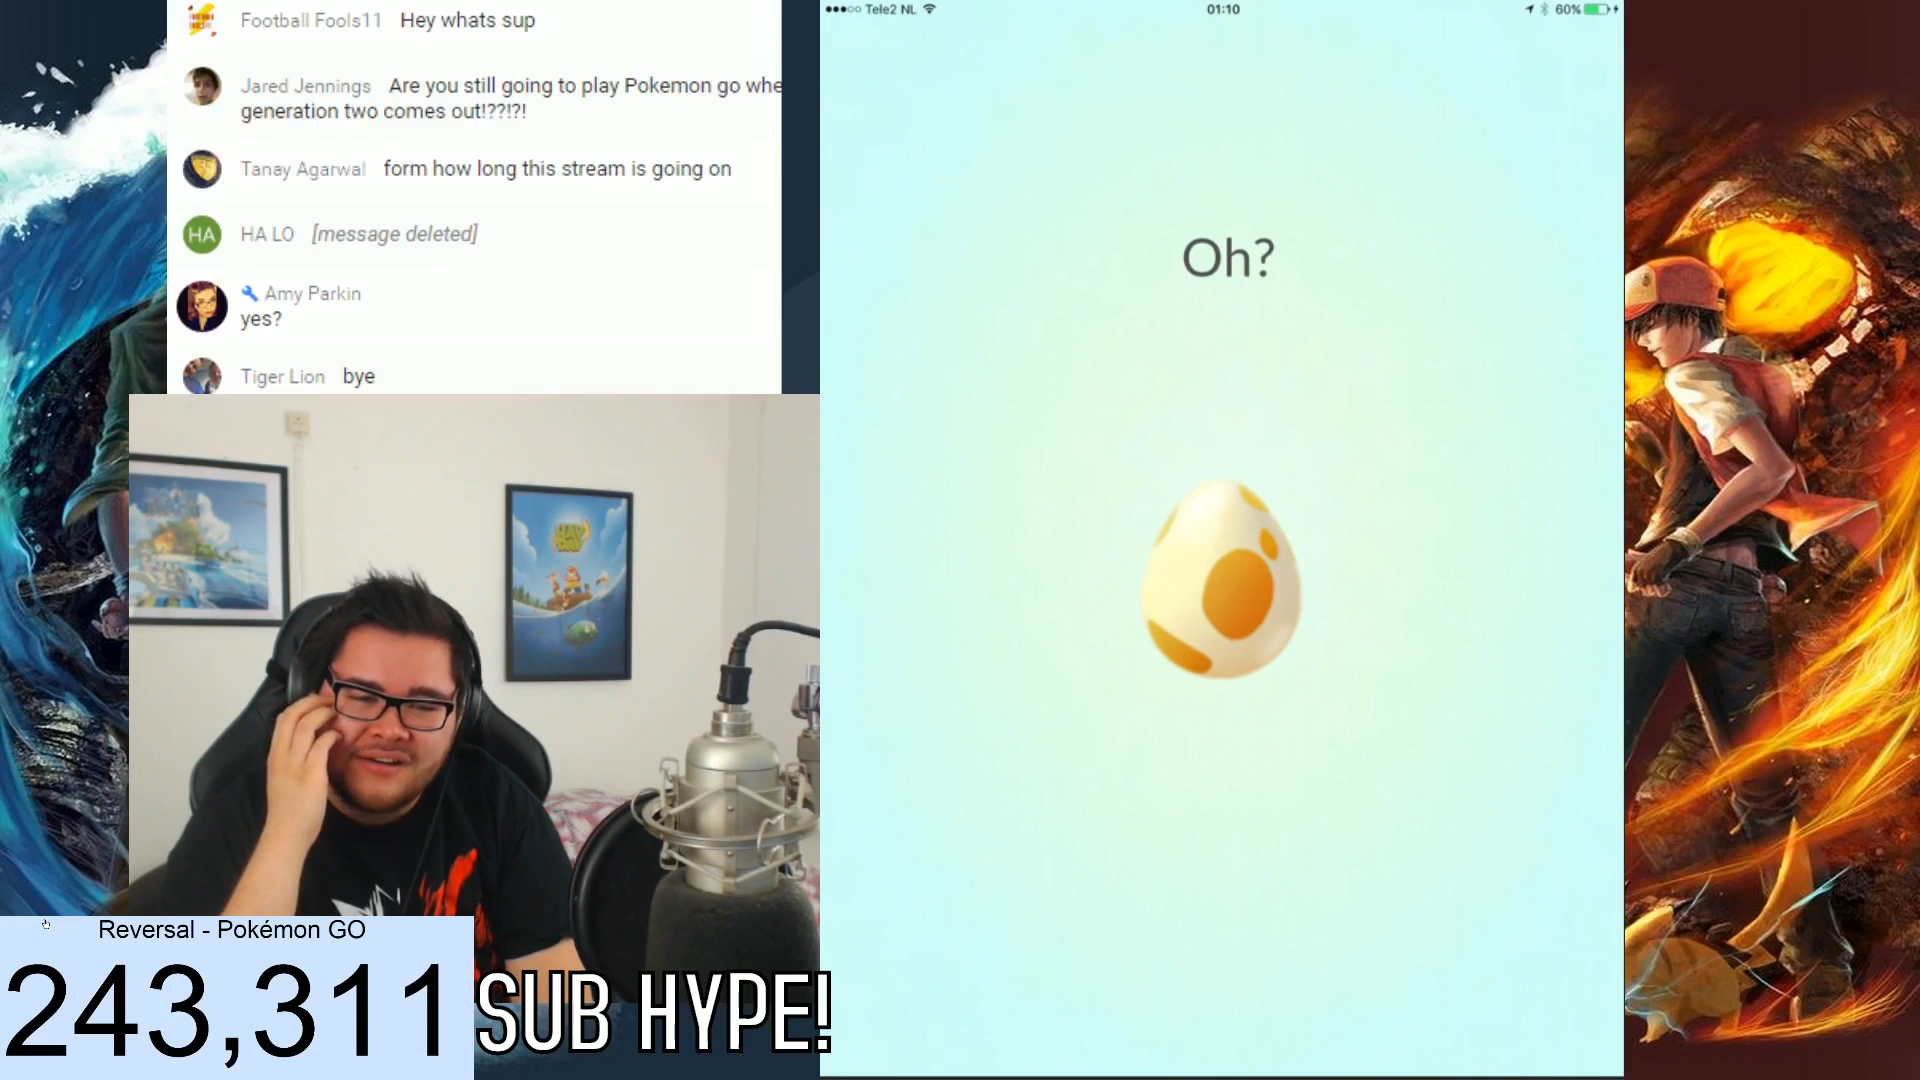 Football Fools11 Hey whats sup
Jared Jennings Are you still going to play Pokemon go whe
generation two comes out!??!?!
Tanay Agarwal form how long this stream is going on
HA HA LO [message deleted]
Amy Parkin
yes?
Tiger Lion bye
Tele2 NL 01:10 60%
Oh?
HAY DAY
Reversal - Pokémon GO
243,311
SUB HYPE!